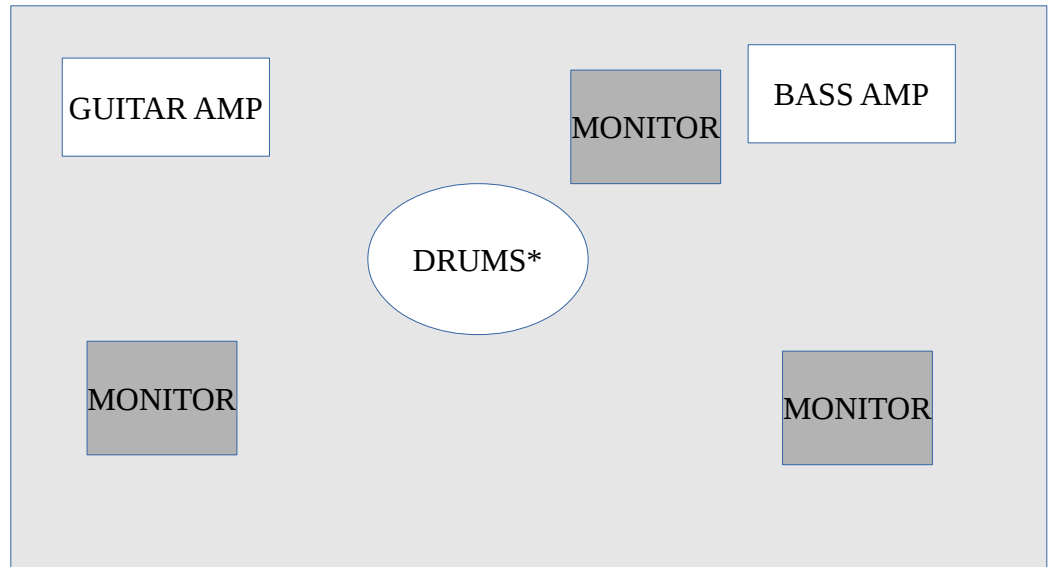 GUITAR AMP
BASS AMP
MONITOR
DRUMS*
MONITOR
MONITOR